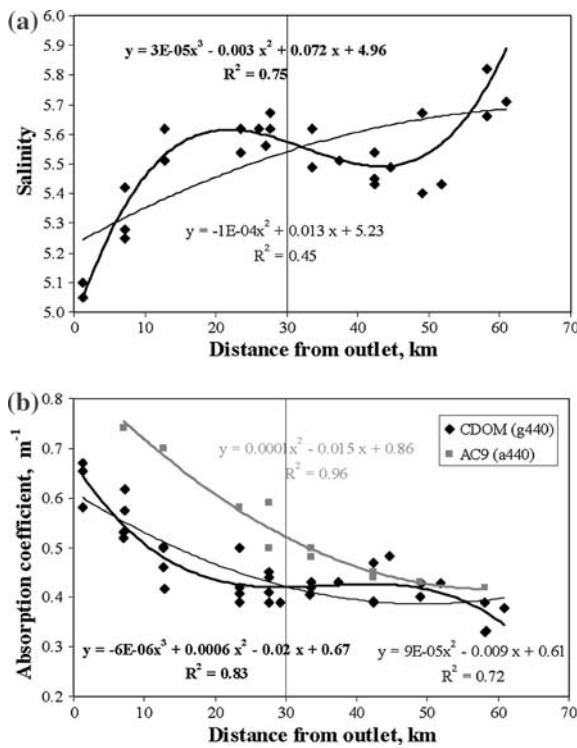 (a)
6.0
5.9
5.8
5.7
5.6
5.5
5.4
5.3
5.2
5.1
5.0
Salinity
y = 3E-05x³ - 0.003 x² + 0.072 x + 4.96
R² = 0.75
y = -1E-04x² + 0.013 x + 5.23
R² = 0.45
0 10 20 30 40 50 60 70
Distance from outlet, km
(b)
0.8
0.7
0.6
0.5
0.4
0.3
0.2
Absorption coefficient, m⁻¹
CDOM (g440)
AC9 (a440)
y = 0.0001x² - 0.015 x + 0.86
R² = 0.96
y = -6E-06x³ + 0.0006 x² - 0.02 x + 0.67
R² = 0.83
y = 9E-05x² - 0.009 x + 0.61
R² = 0.72
0 10 20 30 40 50 60 70
Distance from outlet, km